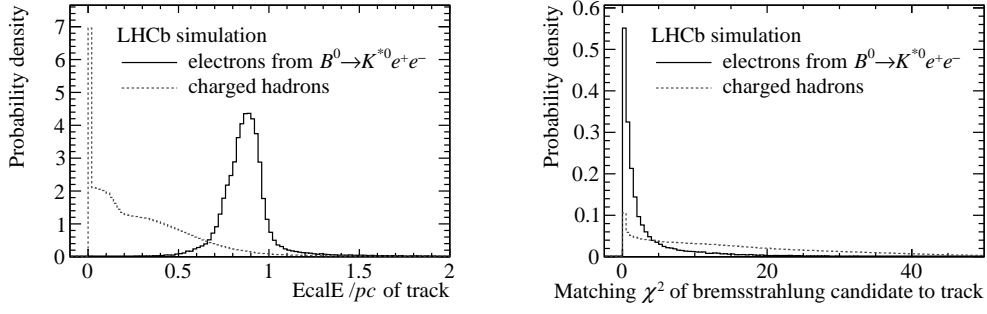 Probability density
7
6
5
4
3
2
1
0
LHCb simulation
electrons from B⁰→K*⁰e⁺e⁻
charged hadrons
0 0.5 1 1.5 2
EcalE /pc of track
Probability density
0.6
0.5
0.4
0.3
0.2
0.1
0
LHCb simulation
electrons from B⁰→K*⁰e⁺e⁻
charged hadrons
0 20 40
Matching χ² of bremsstrahlung candidate to track